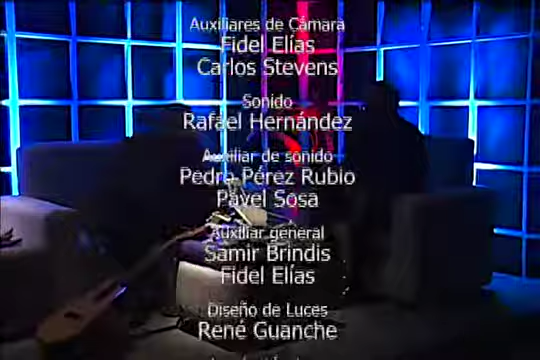 Auxiliares de Cámara
Fidel Elías
Carlos Stevens
Sonido
Rafael Hernández
Auxiliar de sonido
Pedro Pérez Rubio
Pavel Sosa
Auxiliar general
Samir Brindis
Fidel Elías
Diseño de Luces
René Guanche